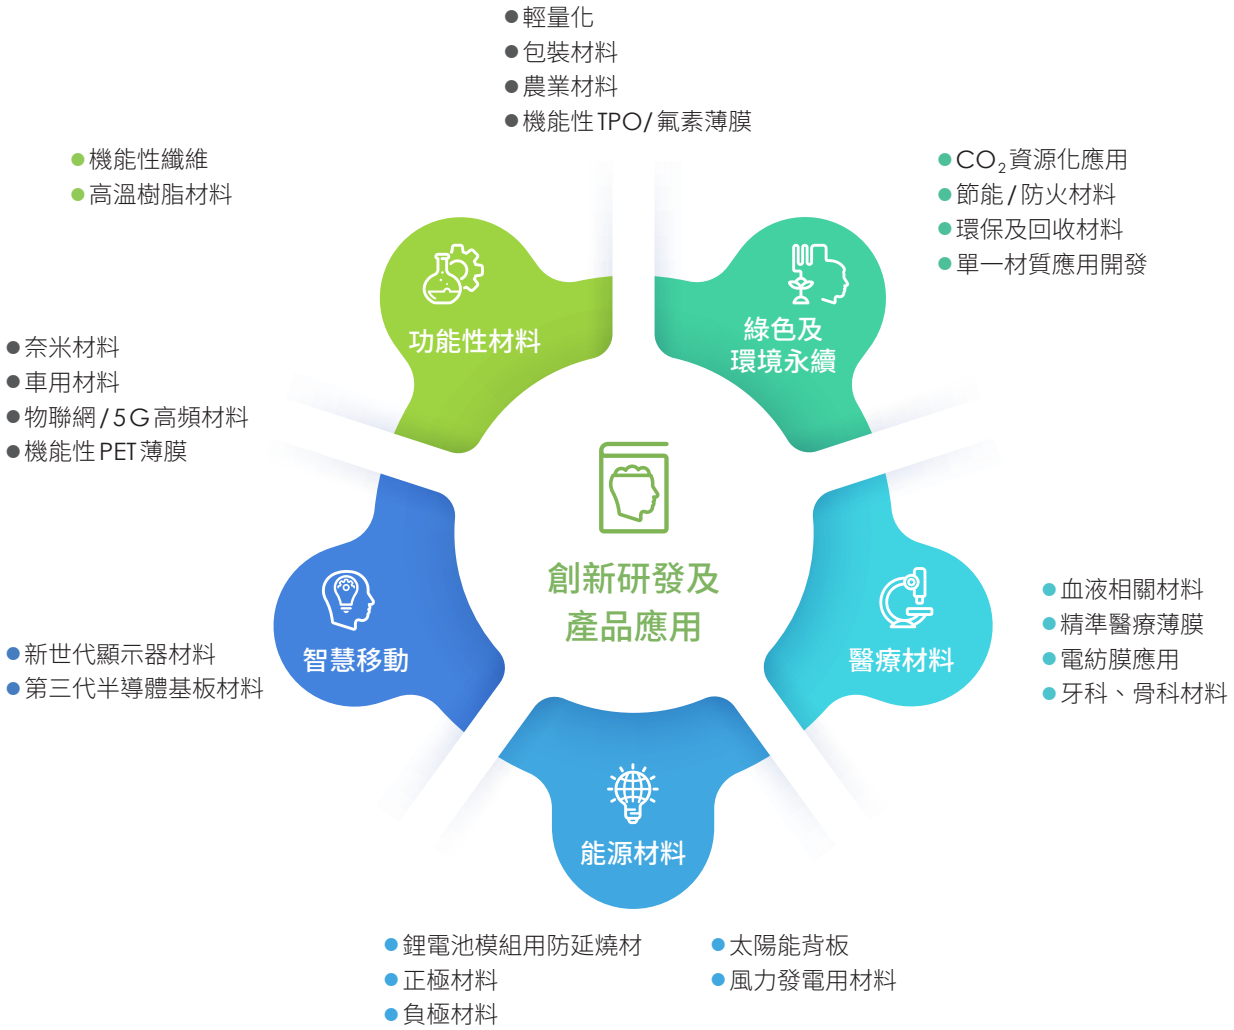 輕量化
包裝材料
農業材料
機能性TPO/氟素薄膜
機能性纖維
高溫樹脂材料
CO₂資源化應用
節能/防火材料
環保及回收材料
單一材質應用開發
功能性材料
綠色及
環境永續
奈米材料
車用材料
物聯網/5G高頻材料
機能性PET薄膜
創新研發及
產品應用
新世代顯示器材料
第三代半導體基板材料
智慧移動
醫療材料
血液相關材料
精準醫療薄膜
電紡膜應用
牙科、骨科材料
能源材料
鋰電池模組用防延燒材
正極材料
負極材料
太陽能背板
風力發電用材料